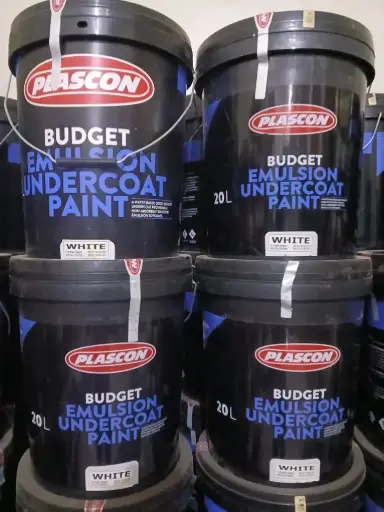 PLASCON
BUDGET
EMULSION
UNDERCOAT
PAINT
WHITE
PLASCON
BUDGET
EMULSION
UNDERCOAT
20L
PAINT
WHITE
PLASCON
BUDGET
EMULSION
20L
UNDERCOAT
PAINT
WHITE
PLASCON
BUDGET
EMULSION
20L
UNDERCOAT
PAINT
WHITE